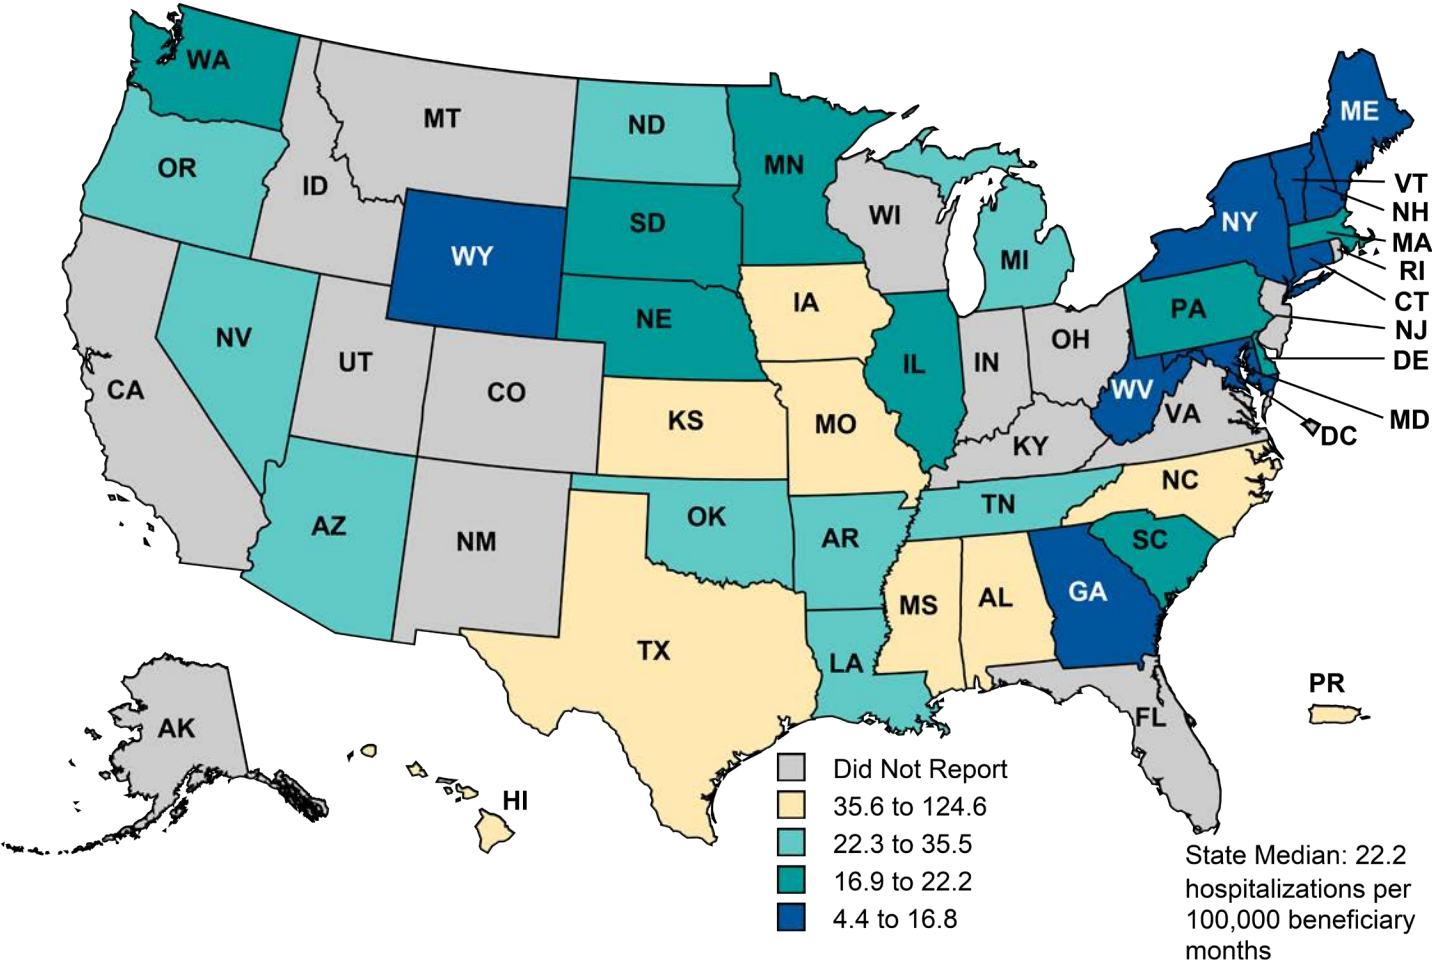 WA
MT
ND
MN
ME
OR
ID
SD
WI
VT
NH
NY
MA
WY
MI
RI
NE
IA
CT
PA
NJ
NV
UT
CO
IL
IN
OH
DE
CA
KS
MO
WV
VA
MD
KY
DC
AZ
NM
OK
AR
TN
NC
SC
MS
AL
GA
TX
LA
PR
AK
FL
HI
Did Not Report
35.6 to 124.6
22.3 to 35.5
16.9 to 22.2
4.4 to 16.8
State Median: 22.2
hospitalizations per
100,000 beneficiary
months